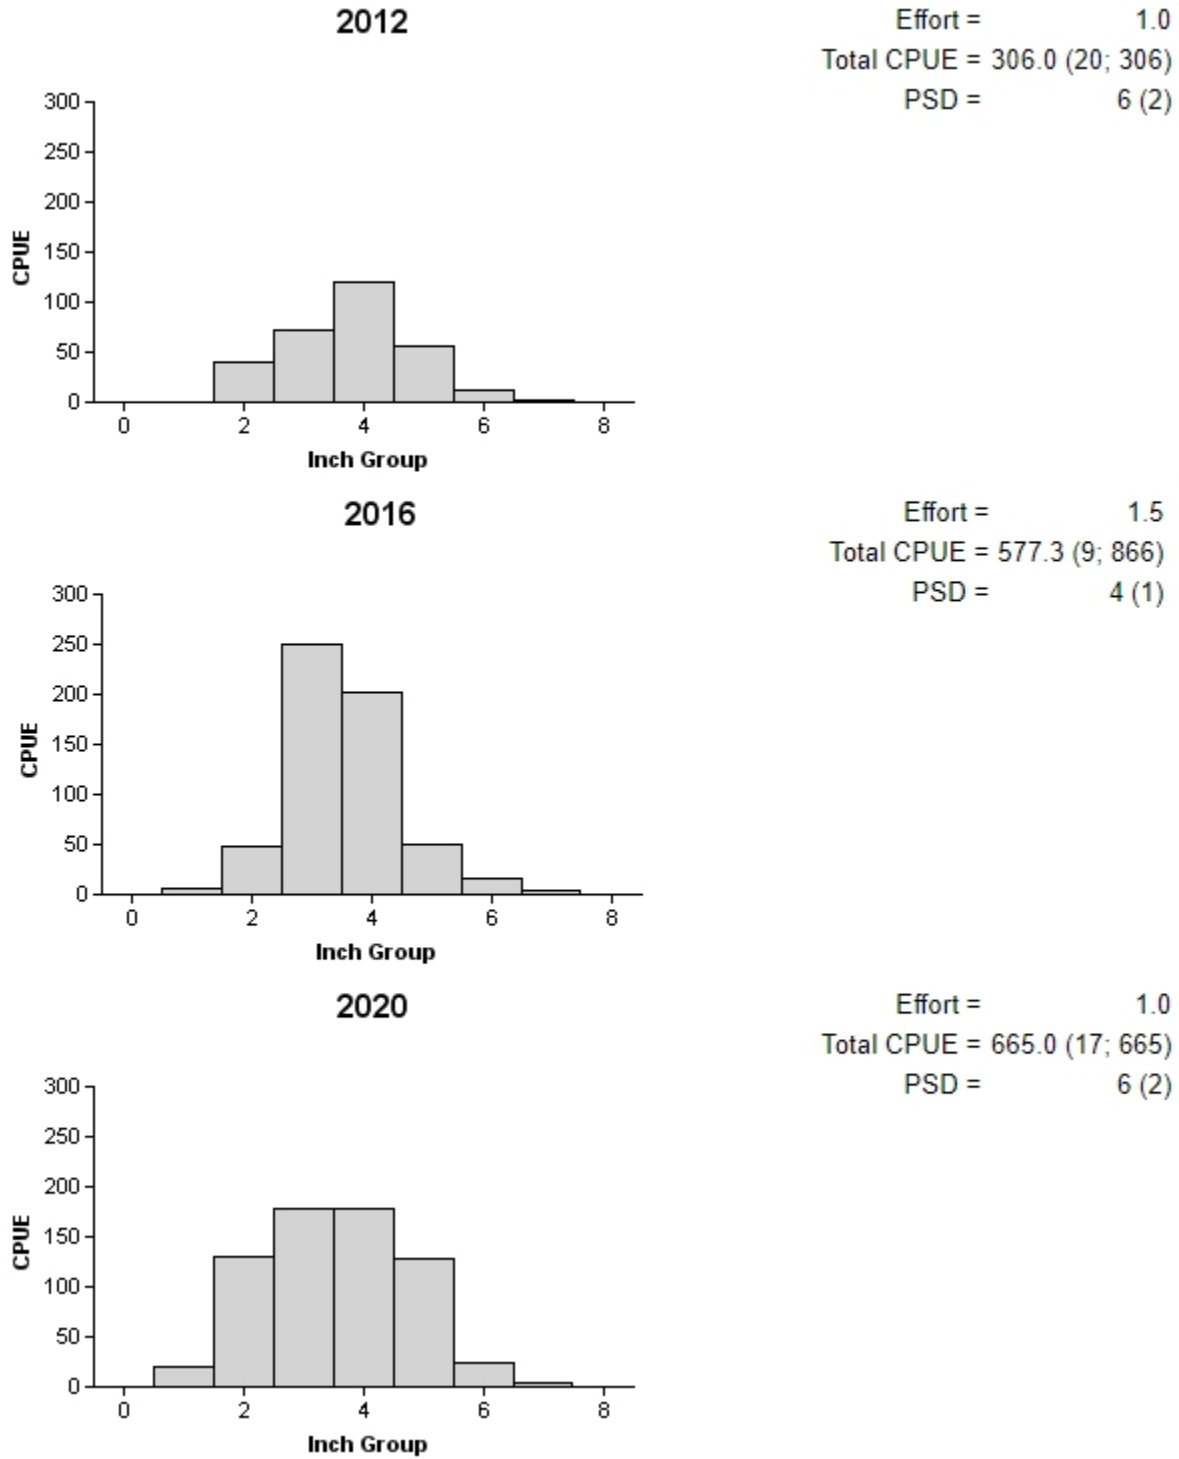 2012
Effort = 1.0
Total CPUE = 306.0 (20; 306)
PSD = 6 (2)
300
250
200
150
100
50
0
CPUE
0 2 4 6 8
Inch Group
2016
Effort = 1.5
Total CPUE = 577.3 (9; 866)
PSD = 4 (1)
300
250
200
150
100
50
0
CPUE
0 2 4 6 8
Inch Group
2020
Effort = 1.0
Total CPUE = 665.0 (17; 665)
PSD = 6 (2)
300
250
200
150
100
50
0
CPUE
0 2 4 6 8
Inch Group